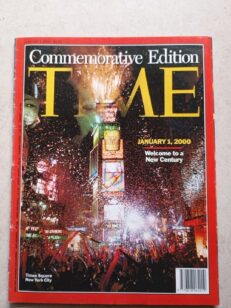 Commemorative Edition
TIME
JANUARY 1, 2000
Welcome to a
New Century
Times Square
New York City